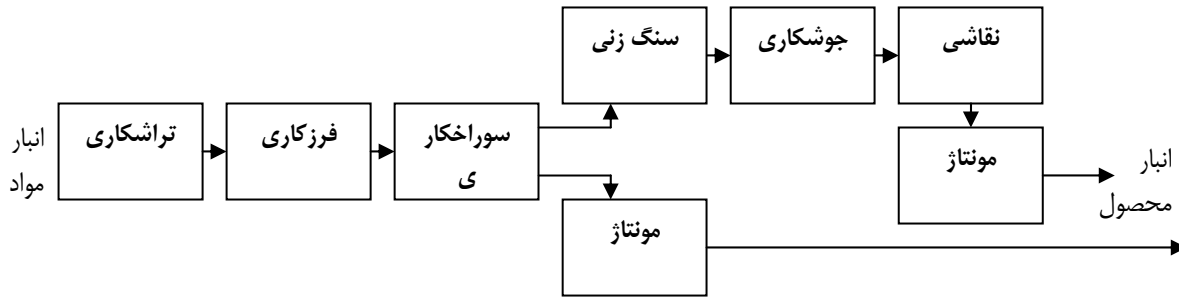 سنگ زنی
جوشکاری
نقاشی
انبار
مواد
تراشکاری
فرزکاری
سوراخکار
ی
مونتاژ
مونتاژ
انبار
محصول